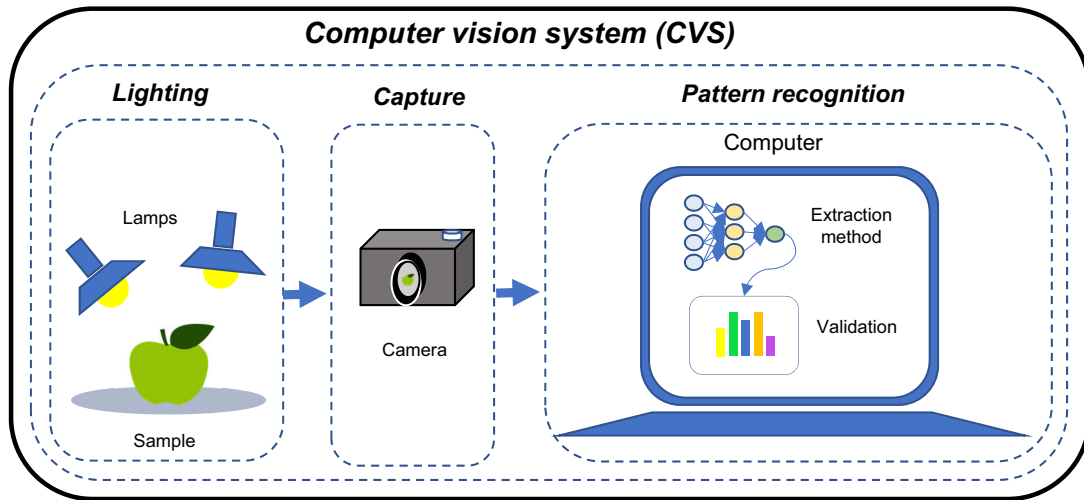 Computer vision system (CVS)
Lighting
Capture
Pattern recognition
Computer
Lamps
Extraction
method
Validation
Camera
Sample